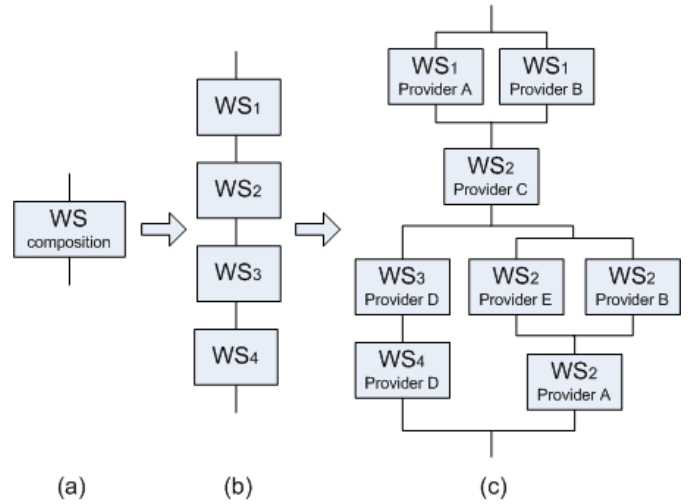 WS
composition
WS1
WS2
WS3
WS4
WS1
Provider A
WS1
Provider B
WS2
Provider C
WS3
Provider D
WS2
Provider E
WS2
Provider B
WS4
Provider D
WS2
Provider A
(a)
(b)
(c)